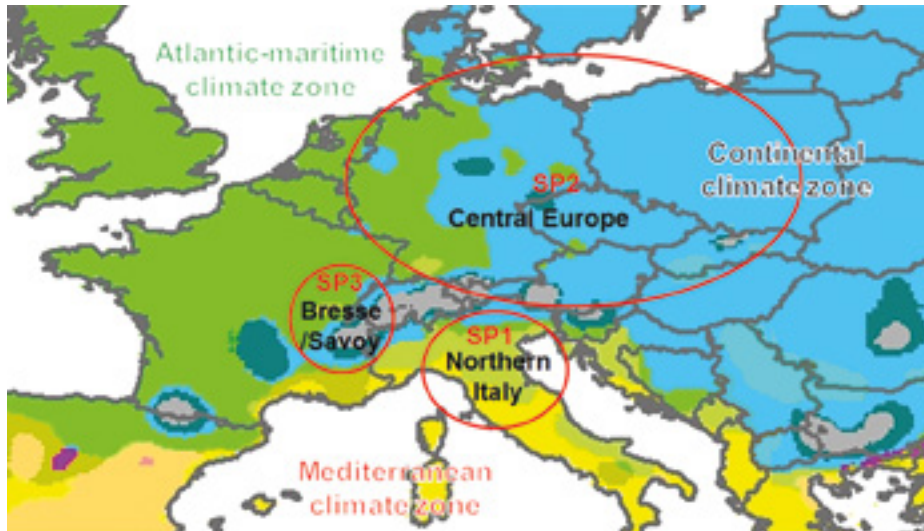 Atlantic-maritime
climate zone
Continental
climate zone
SP2
Central Europe
SP3
Bresse
/Savoy
SP1
Northern
Italy
Mediterranean
climate zone